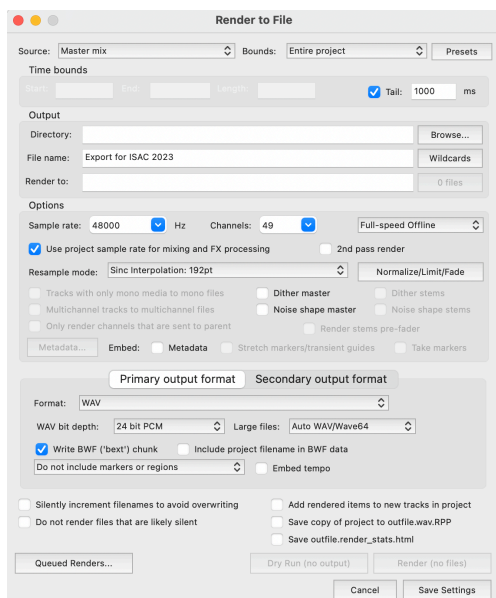 Render to File
Source: Master mix Bounds: Entire project Presets
Time bounds
Start: End: Length: Tail: 1000 ms
Output
Directory: Browse...
File name: Export for ISAC 2023 Wildcards
Render to: 0 files
Options
Sample rate: 48000 Hz Channels: 49 Full-speed Offline
Use project sample rate for mixing and FX processing 2nd pass render
Resample mode: Sinc Interpolation: 192pt Normalize/Limit/Fade
Tracks with only mono media to mono files Dither master Dither stems
Multichannel tracks to multichannel files Noise shape master Noise shape stems
Only render channels that are sent to parent Render stems pre-fader
Metadata... Embed: Metadata Stretch markers/transient guides Take markers
Primary output format Secondary output format
Format: WAV
WAV bit depth: 24 bit PCM Large files: Auto WAV/Wave64
Write BWF ('bext') chunk Include project filename in BWF data
Do not include markers or regions Embed tempo
Silently increment filenames to avoid overwriting Add rendered items to new tracks in project
Do not render files that are likely silent Save copy of project to outfile.wav.RPP
Save outfile.render_stats.html
Queued Renders... Dry Run (no output) Render (no files)
Cancel Save Settings